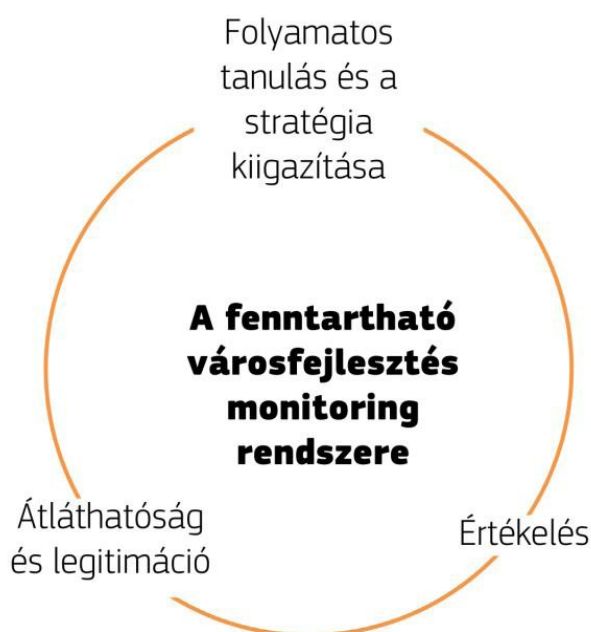 Folyamatos
tanulás és a
stratégia
kiigazítása
A fenntartható
városfejlesztés
monitoring
rendszere
Átláthatóság
és legitimáció
Értékelés